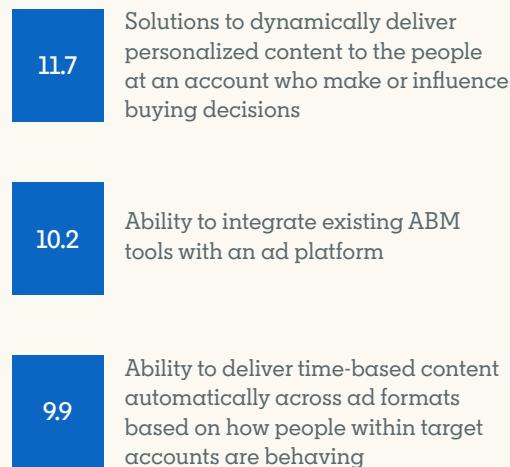 11.7
Solutions to dynamically deliver
personalized content to the people
at an account who make or influence
buying decisions
10.2
Ability to integrate existing ABM
tools with an ad platform
9.9
Ability to deliver time-based content
automatically across ad formats
based on how people within target
accounts are behaving